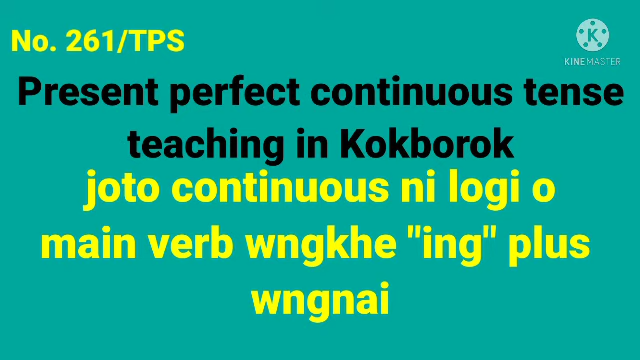 No. 261/TPS
K
KINEMASTER
Present perfect continuous tense
teaching in Kokborok
joto continuous ni logi o
main verb wngkhe "ing" plus
wngnai